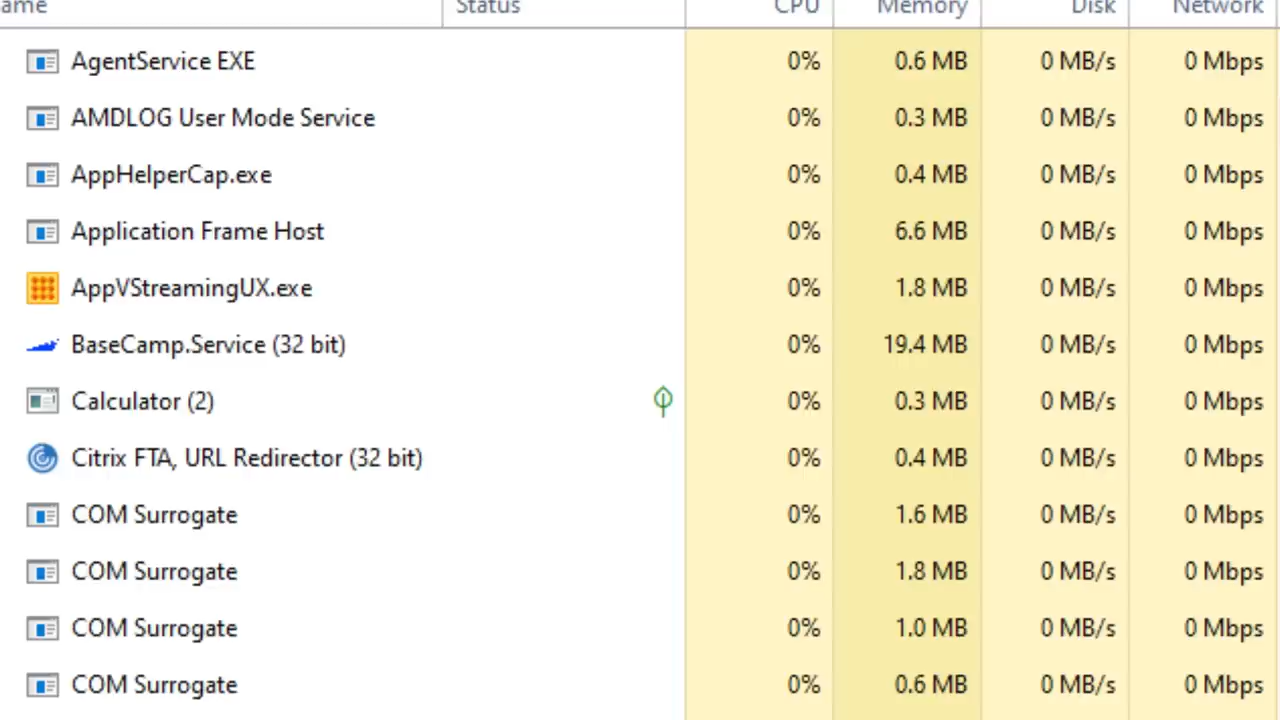 ame Status CPU Memory Disk Network
AgentService EXE 0% 0.6 MB 0 MB/s 0 Mbps
AMDLOG User Mode Service 0% 0.3 MB 0 MB/s 0 Mbps
AppHelperCap.exe 0% 0.4 MB 0 MB/s 0 Mbps
Application Frame Host 0% 6.6 MB 0 MB/s 0 Mbps
AppVStreamingUX.exe 0% 1.8 MB 0 MB/s 0 Mbps
BaseCamp.Service (32 bit) 0% 19.4 MB 0 MB/s 0 Mbps
Calculator (2) 0% 0.3 MB 0 MB/s 0 Mbps
Citrix FTA, URL Redirector (32 bit) 0% 0.4 MB 0 MB/s 0 Mbps
COM Surrogate 0% 1.6 MB 0 MB/s 0 Mbps
COM Surrogate 0% 1.8 MB 0 MB/s 0 Mbps
COM Surrogate 0% 1.0 MB 0 MB/s 0 Mbps
COM Surrogate 0% 0.6 MB 0 MB/s 0 Mbps